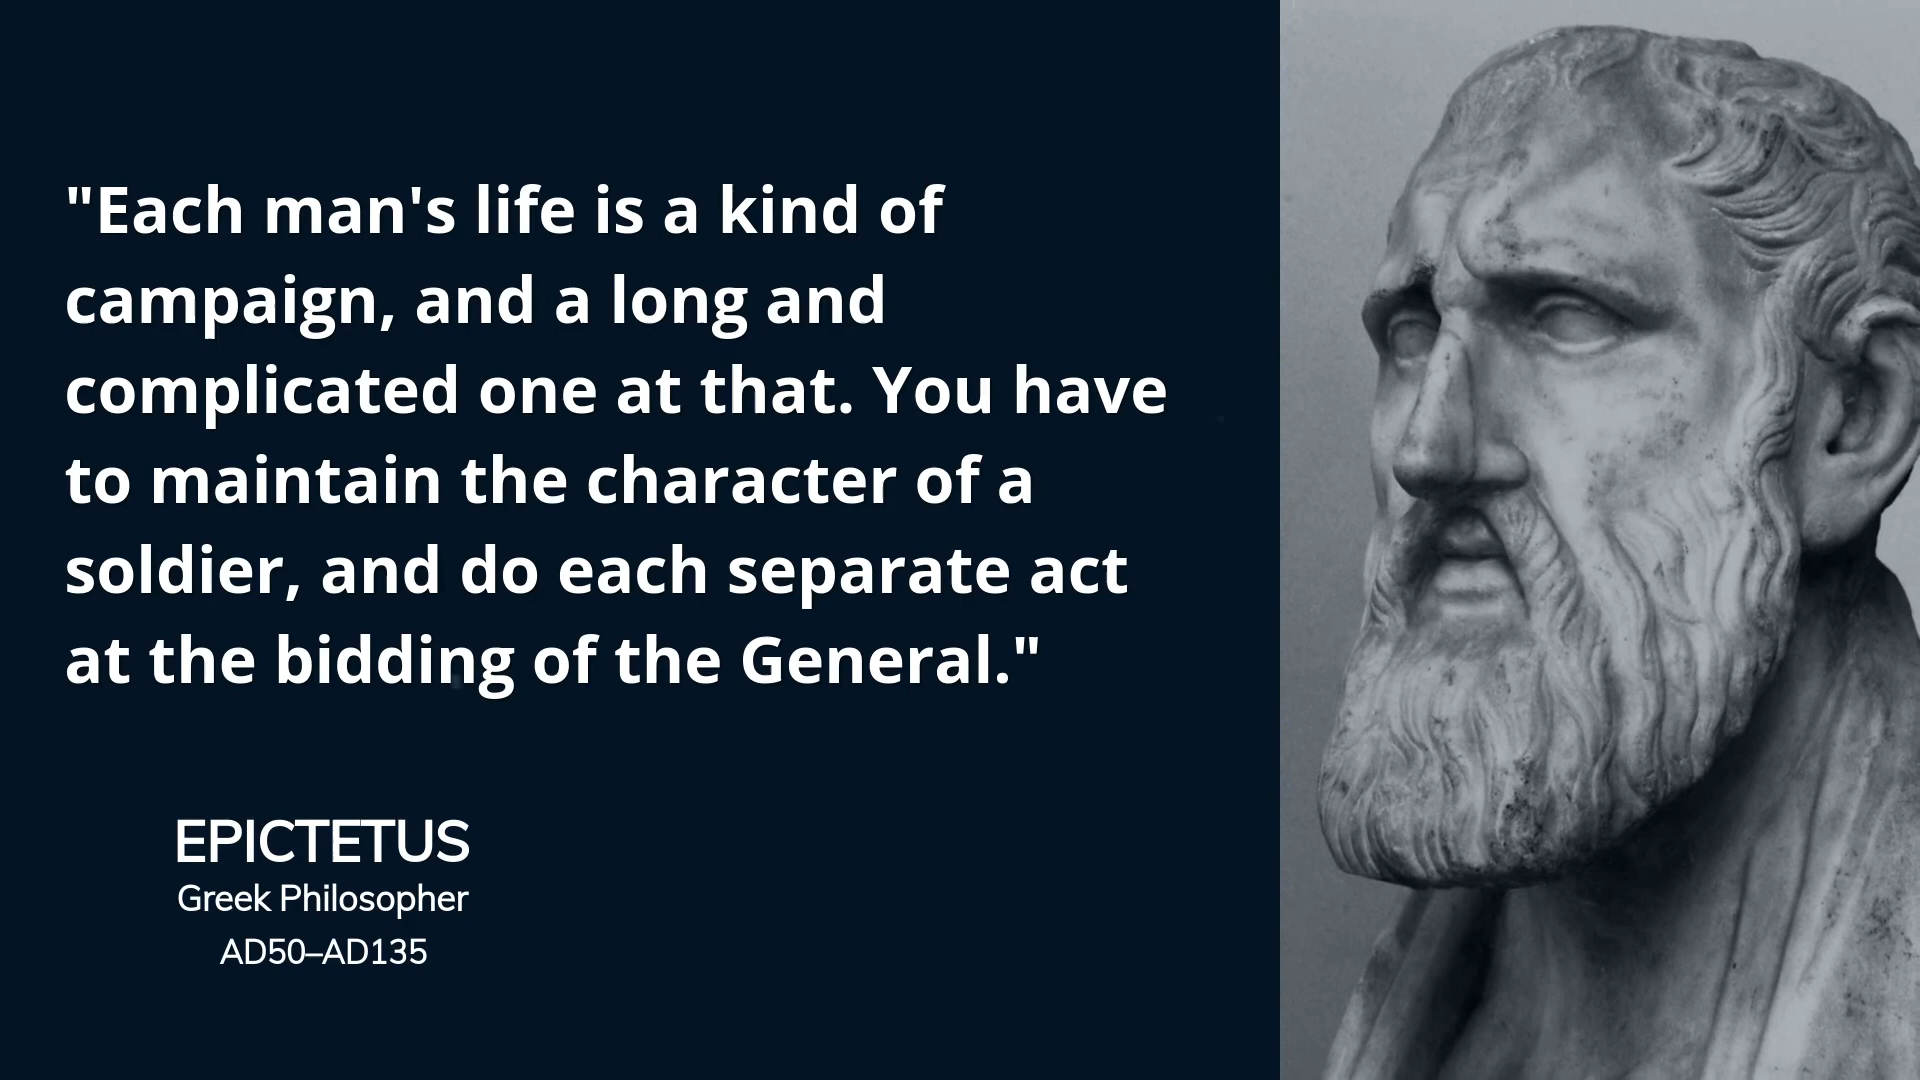 "Each man's life is a kind of
campaign, and a long and
complicated one at that. You have
to maintain the character of a
soldier, and do each separate act
at the bidding of the General."
EPICTETUS
Greek Philosopher
AD50–AD135